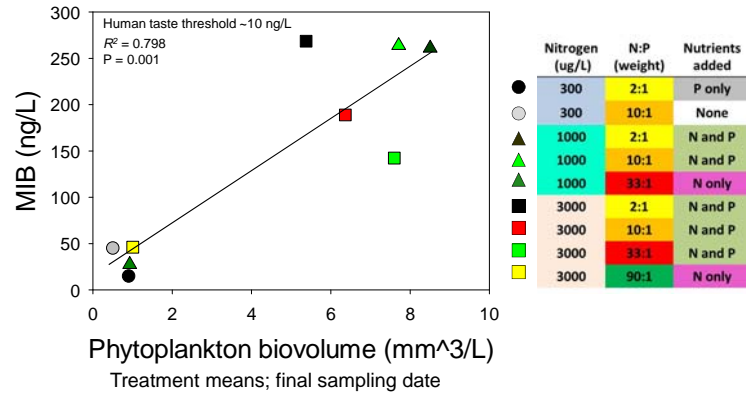 Human taste threshold ~10 ng/L
R² = 0.798
P = 0.001
300
250
200
150
100
50
0
MIB (ng/L)
0 2 4 6 8 10
Phytoplankton biovolume (mm^3/L)
Treatment means; final sampling date
Nitrogen (ug/L) N:P (weight) Nutrients added
300 2:1 P only
300 10:1 None
1000 2:1 N and P
1000 10:1 N and P
1000 33:1 N only
3000 2:1 N and P
3000 10:1 N and P
3000 33:1 N and P
3000 90:1 N only